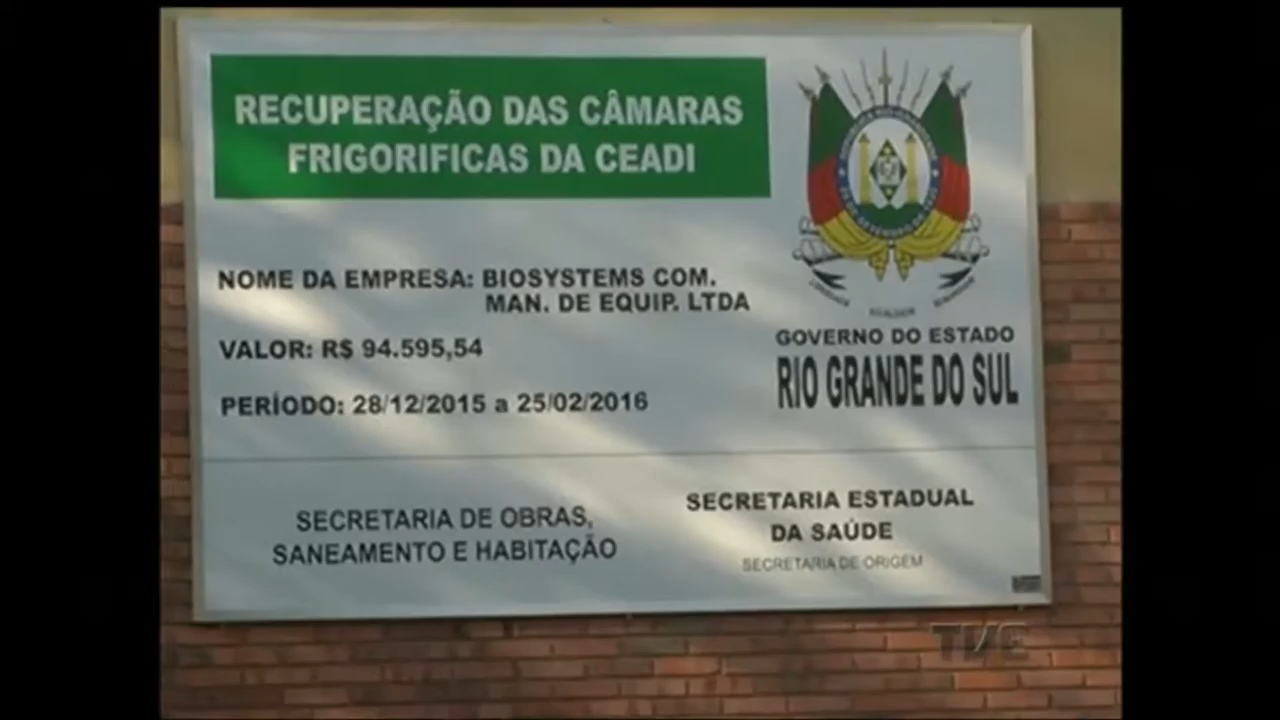 RECUPERAÇÃO DAS CÂMARAS
FRIGORIFICAS DA CEADI
NOME DA EMPRESA: BIOSYSTEMS COM.
MAN. DE EQUIP. LTDA
VALOR: R$ 94.595,54
PERÍODO: 28/12/2015 a 25/02/2016
GOVERNO DO ESTADO
RIO GRANDE DO SUL
SECRETARIA DE OBRAS,
SANEAMENTO E HABITAÇÃO
SECRETARIA ESTADUAL
DA SAÚDE
SECRETARIA DE ORIGEM
TVE